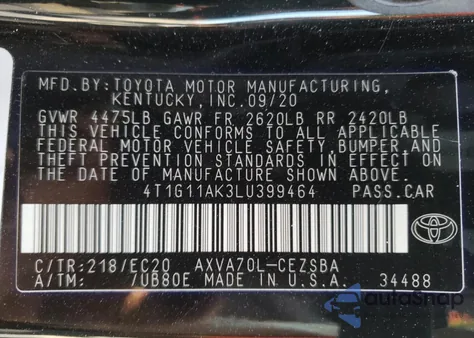 MFD.BY:TOYOTA MOTOR MANUFACTURING,
KENTUCKY, INC.09/20
GVWR 4475LB GAWR FR 2620LB RR 2420LB
THIS VEHICLE CONFORMS TO ALL APPLICABLE
FEDERAL MOTOR VEHICLE SAFETY, BUMPER, AND
THEFT PREVENTION STANDARDS IN EFFECT ON
THE DATE OF MANUFACTURE SHOWN ABOVE.
4T1G11AK3LU399464 PASS.CAR
C/TR:218/EC20 AXVA70L-CEZSBA
A/TM: /UB80E MADE IN U.S.A. 34488
TOYOTA
autoSnap